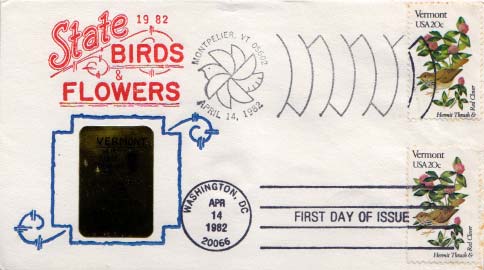 State
1982
BIRDS
&
FLOWERS
MONTPELIER, VT 05602
APRIL 14, 1982
Vermont
USA 20c
Hermit Thrush &
Red Clover
VERMONT
WASHINGTON, DC
APR
14
1982
20066
FIRST DAY OF ISSUE
Vermont
USA 20c
Hermit Thrush &
Red Clover